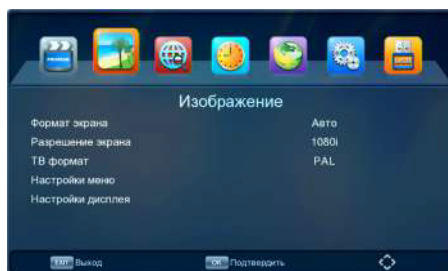 Изображение
Формат экрана Авто
Разрешение экрана 1080i
ТВ формат PAL
Настройки меню
Настройки дисплея
EXIT Выход OK Подтвердить